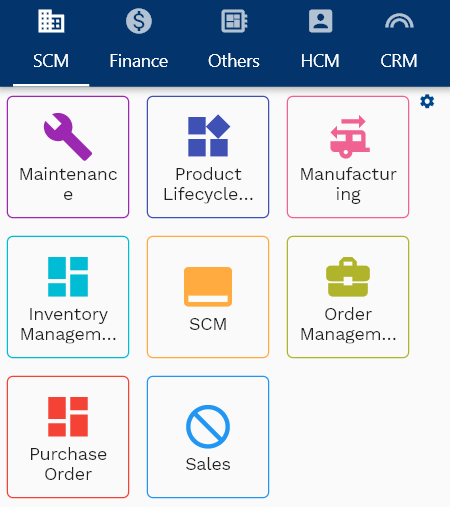 SCM Finance Others HCM CRM
Maintenanc
e
Product
Lifecycle...
Manufactur
ing
Inventory
Managem...
SCM
Order
Managem...
Purchase
Order
Sales